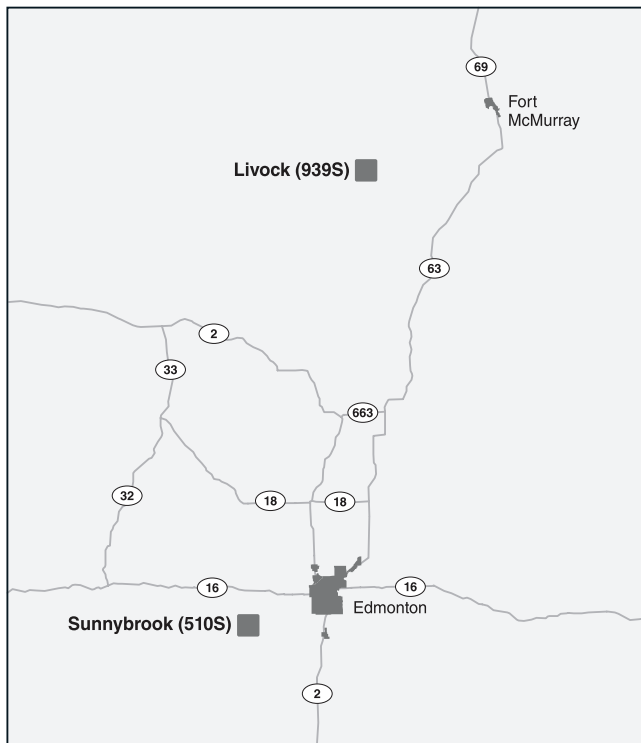 69
Fort
McMurray
Livock (939S)
63
2
33
663
32
18
18
16
16
Edmonton
Sunnybrook (510S)
2